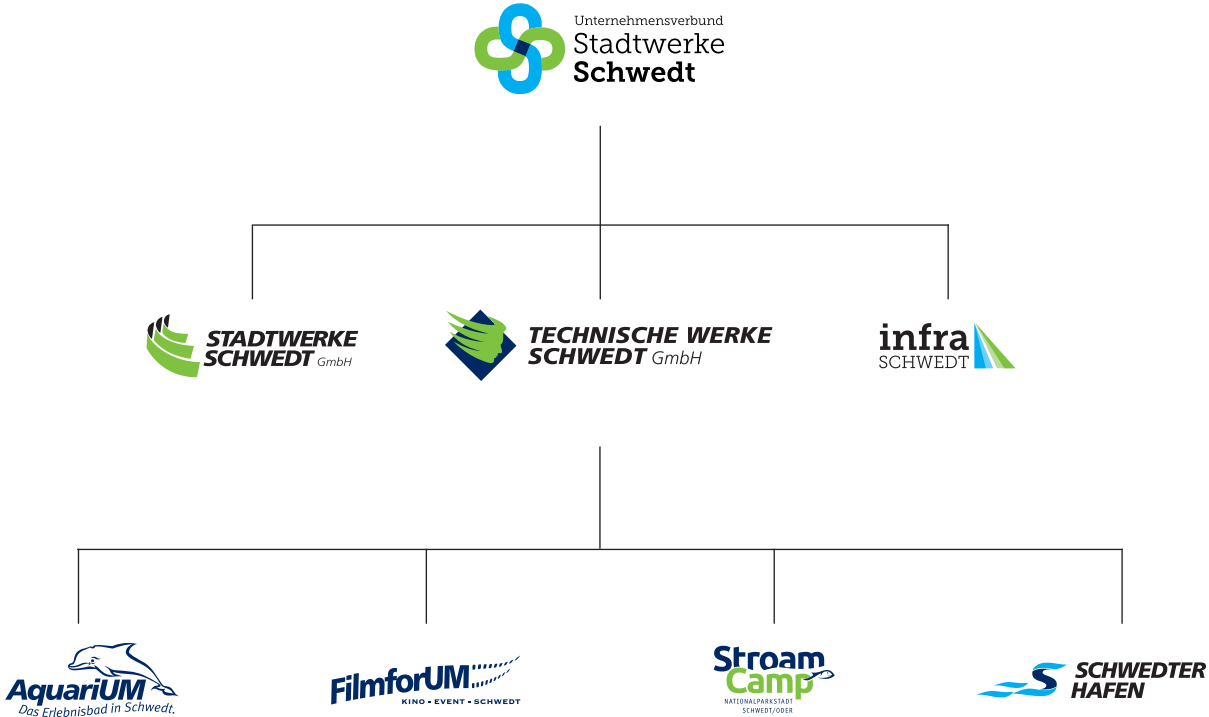 Unternehmensverbund
Stadtwerke
Schwedt
STADTWERKE
SCHWEDT GmbH
TECHNISCHE WERKE
SCHWEDT GmbH
infra
SCHWEDT
AquariUM
Das Erlebnisbad in Schwedt.
FilmforUM
KINO - EVENT - SCHWEDT
Stroam
Camp
NATIONALPARKSTADT
SCHWEDT/ODER
S
SCHWEDTER
HAFEN